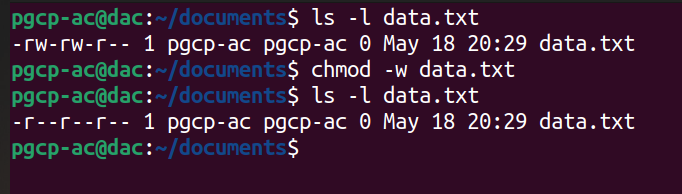 pgcp-ac@dac:~/documents$ ls -l data.txt
-rw-rw-r-- 1 pgcp-ac pgcp-ac 0 May 18 20:29 data.txt
pgcp-ac@dac:~/documents$ chmod -w data.txt
pgcp-ac@dac:~/documents$ ls -l data.txt
-r--r--r-- 1 pgcp-ac pgcp-ac 0 May 18 20:29 data.txt
pgcp-ac@dac:~/documents$